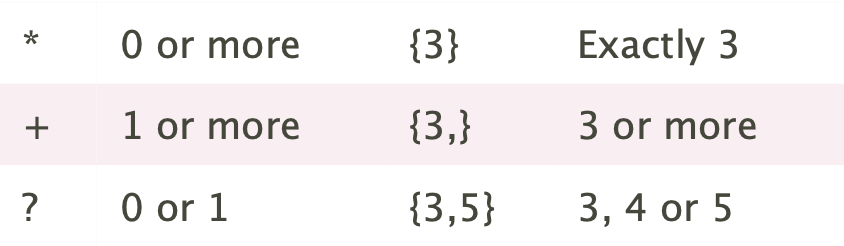 * 0 or more {3} Exactly 3
+ 1 or more {3,} 3 or more
? 0 or 1 {3,5} 3, 4 or 5